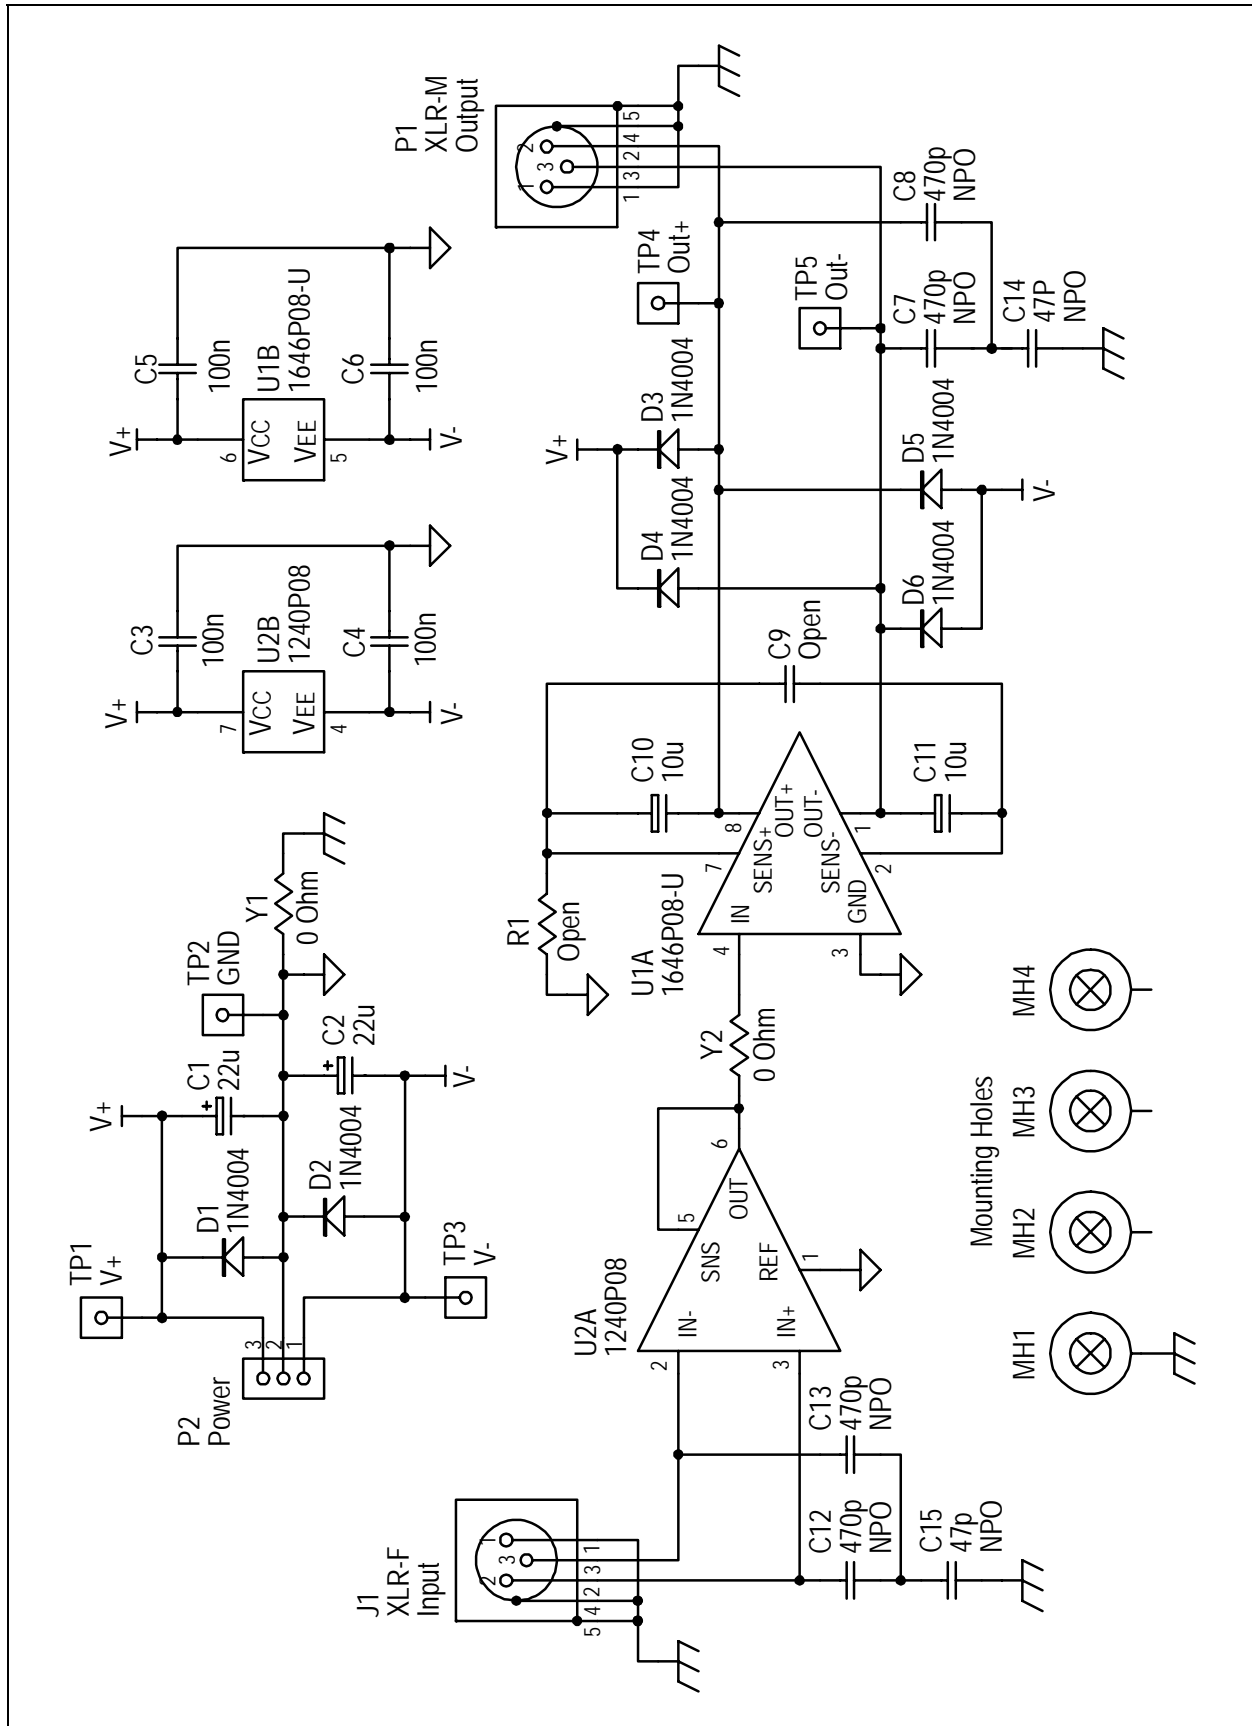 J1
XLR-F
Input
1
3
2
5
4
2
3
1
P2
Power
3
2
1
TP1
V+
D1
1N4004
V+
C1
22u
TP2
GND
Y1
0 Ohm
D2
1N4004
C2
22u
TP3
V-
V-
V+
C3
100n
7
VCC
VEE
4
U2B
1240P08
C4
100n
V-
V+
C5
100n
6
VCC
VEE
5
U1B
1646P08-U
C6
100n
V-
P1
XLR-M
Output
1
3
2
1
3
2
4
5
C12
470p
NPO
C13
470p
NPO
C15
47p
NPO
U2A
1240P08
2
IN-
3
IN+
5
SNS
REF
1
OUT
6
Y2
0 Ohm
R1
Open
U1A
1646P08-U
4
IN
3
GND
7
SENS+
8
OUT+
OUT-
1
SENS-
2
C10
10u
C11
10u
C9
Open
V+
D4
1N4004
D3
1N4004
D6
1N4004
D5
1N4004
V-
TP4
Out+
TP5
Out-
C7
470p
NPO
C8
470p
NPO
C14
47P
NPO
Mounting Holes
MH1
MH2
MH3
MH4